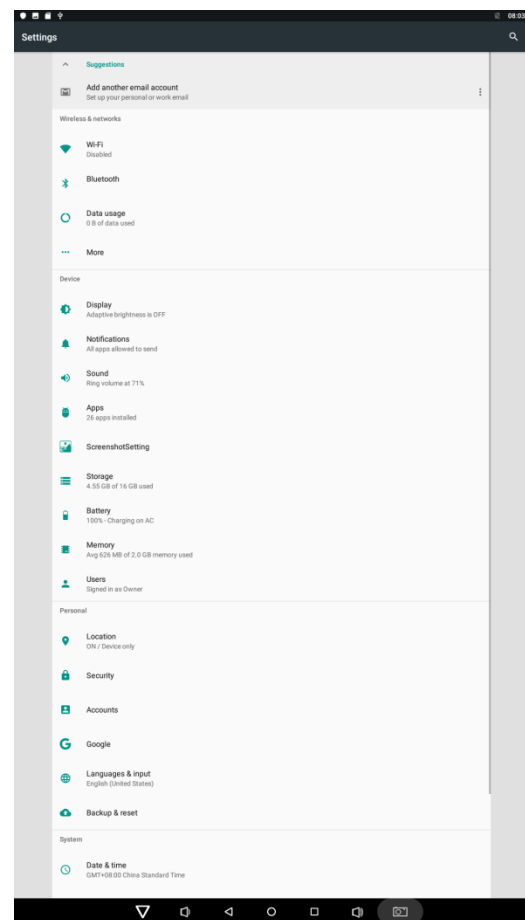 08:03
Settings
Suggestions
Add another email account
Set up your personal or work email
Wireless & networks
Wi-Fi
Disabled
Bluetooth
Data usage
0 B of data used
More
Device
Display
Adaptive brightness is OFF
Notifications
All apps allowed to send
Sound
Ring volume at 71%
Apps
26 apps installed
ScreenshotSetting
Storage
4.55 GB of 16 GB used
Battery
100% - Charging on AC
Memory
Avg 626 MB of 2.0 GB memory used
Users
Signed in as Owner
Personal
Location
ON / Device only
Security
Accounts
Google
Languages & input
English (United States)
Backup & reset
System
Date & time
GMT+08:00 China Standard Time